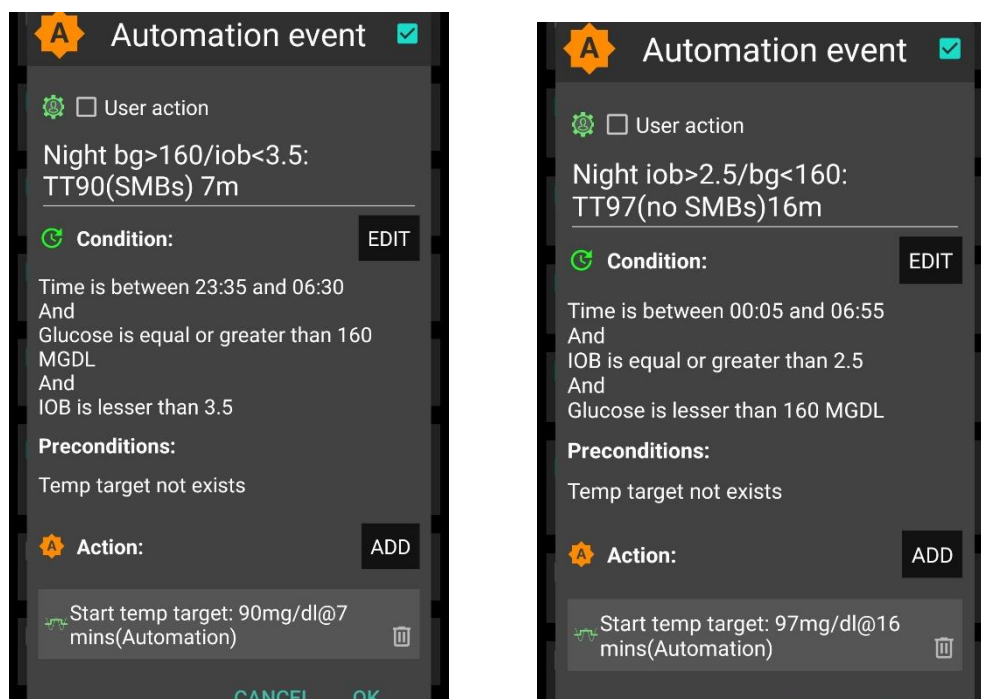 A Automation event
User action
Night bg>160/iob<3.5:
TT90(SMBs) 7m
Condition: EDIT
Time is between 23:35 and 06:30
And
Glucose is equal or greater than 160
MGDL
And
IOB is lesser than 3.5
Preconditions:
Temp target not exists
A Action: ADD
Start temp target: 90mg/dl@7
mins(Automation)
CANCEL OK
A Automation event
User action
Night iob>2.5/bg<160:
TT97(no SMBs)16m
Condition: EDIT
Time is between 00:05 and 06:55
And
IOB is equal or greater than 2.5
And
Glucose is lesser than 160 MGDL
Preconditions:
Temp target not exists
A Action: ADD
Start temp target: 97mg/dl@16
mins(Automation)